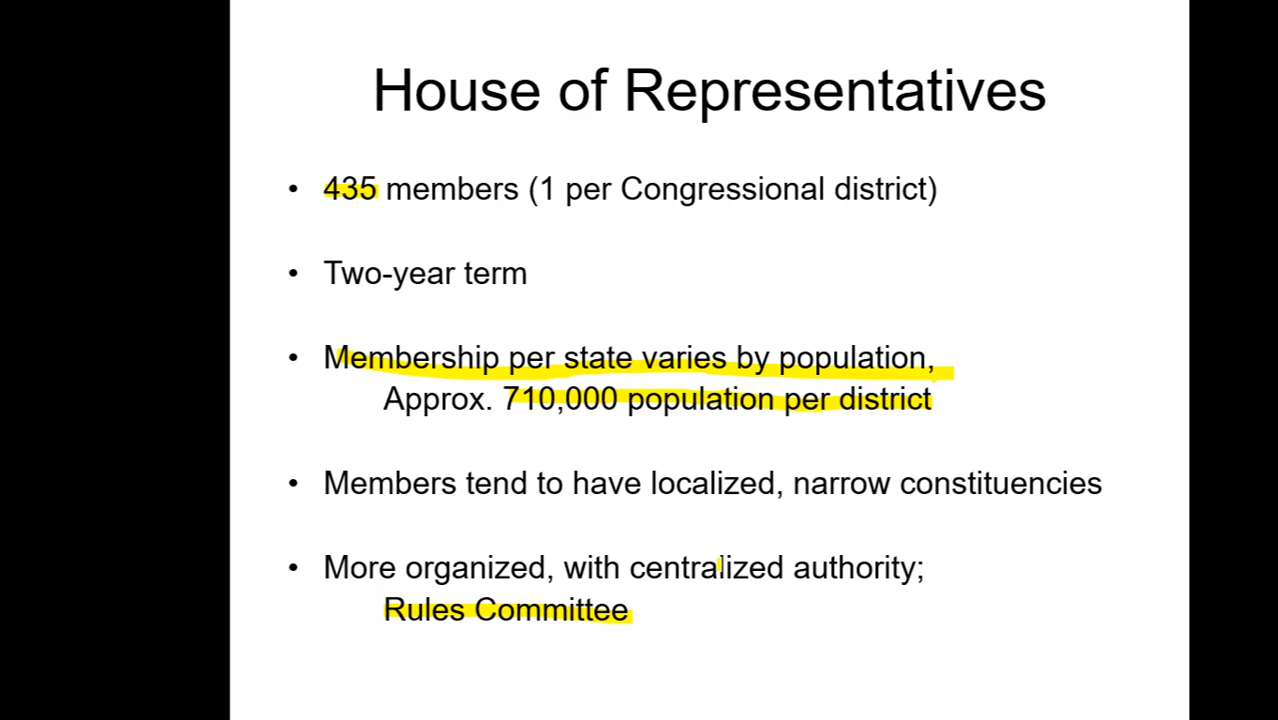 House of Representatives
• 435 members (1 per Congressional district)
• Two-year term
• Membership per state varies by population,
Approx. 710,000 population per district
• Members tend to have localized, narrow constituencies
• More organized, with centralized authority;
Rules Committee